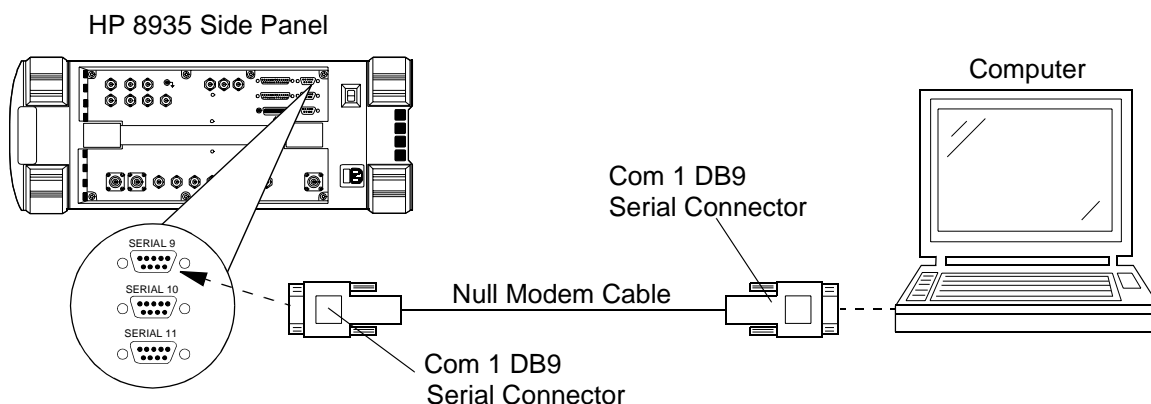 HP 8935 Side Panel
Computer
Com 1 DB9
Serial Connector
SERIAL 9
SERIAL 10
SERIAL 11
Null Modem Cable
Com 1 DB9
Serial Connector